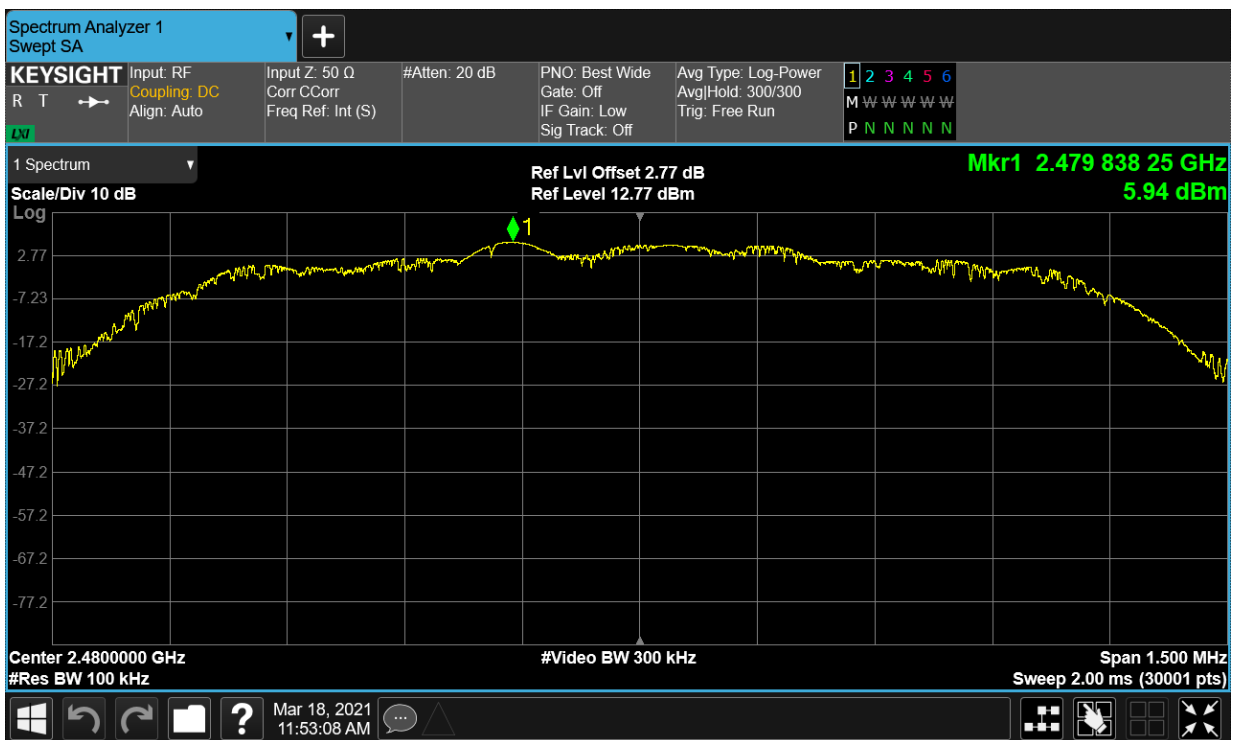 Spectrum Analyzer 1
Swept SA
KEYSIGHT
R T
LXI
Input: RF
Coupling: DC
Align: Auto
Input Z: 50 Ω
Corr CCorr
Freq Ref: Int (S)
#Atten: 20 dB
PNO: Best Wide
Gate: Off
IF Gain: Low
Sig Track: Off
Avg Type: Log-Power
Avg|Hold: 300/300
Trig: Free Run
1 2 3 4 5 6
M W W W W W
P N N N N N
1 Spectrum
Scale/Div 10 dB
Log
Ref Lvl Offset 2.77 dB
Ref Level 12.77 dBm
Mkr1 2.479 838 25 GHz
5.94 dBm
1
2.77
-7.23
-17.2
-27.2
-37.2
-47.2
-57.2
-67.2
-77.2
Center 2.4800000 GHz
#Res BW 100 kHz
#Video BW 300 kHz
Span 1.500 MHz
Sweep 2.00 ms (30001 pts)
?
Mar 18, 2021
11:53:08 AM